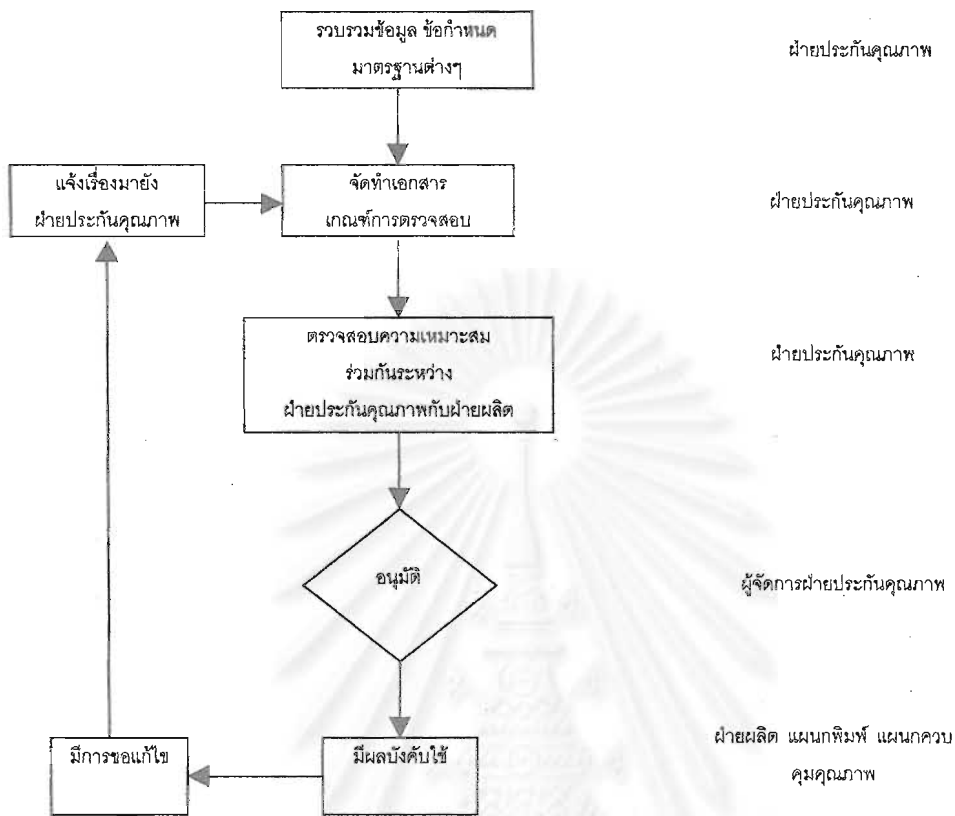 รวบรวมข้อมูล ข้อกำหนด
มาตรฐานต่างๆ
ฝ่ายประกันคุณภาพ
แจ้งเรื่องมายัง
ฝ่ายประกันคุณภาพ
จัดทำเอกสาร
เกณฑ์การตรวจสอบ
ฝ่ายประกันคุณภาพ
ตรวจสอบความเหมาะสม
ร่วมกันระหว่าง
ฝ่ายประกันคุณภาพกับฝ่ายผลิต
ฝ่ายประกันคุณภาพ
อนุมัติ
ผู้จัดการฝ่ายประกันคุณภาพ
มีการขอแก้ไข
มีผลบังคับใช้
ฝ่ายผลิต แผนกพิมพ์ แผนกควบ
คุมคุณภาพ